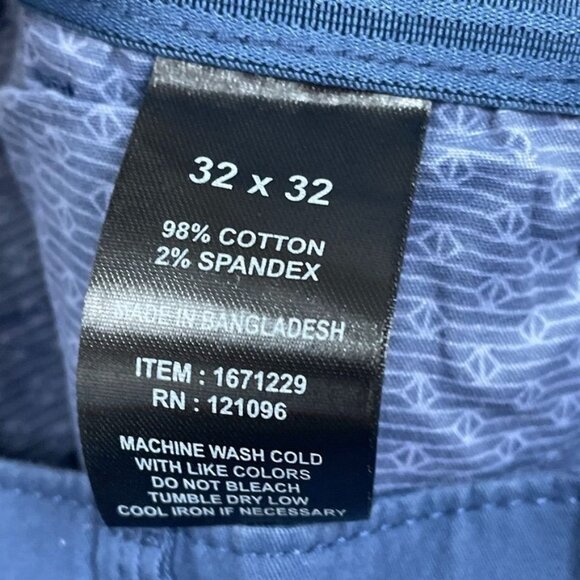 32 x 32
98% COTTON
2% SPANDEX
MADE IN BANGLADESH
ITEM : 1671229
RN : 121096
MACHINE WASH COLD
WITH LIKE COLORS
DO NOT BLEACH
TUMBLE DRY LOW
COOL IRON IF NECESSARY